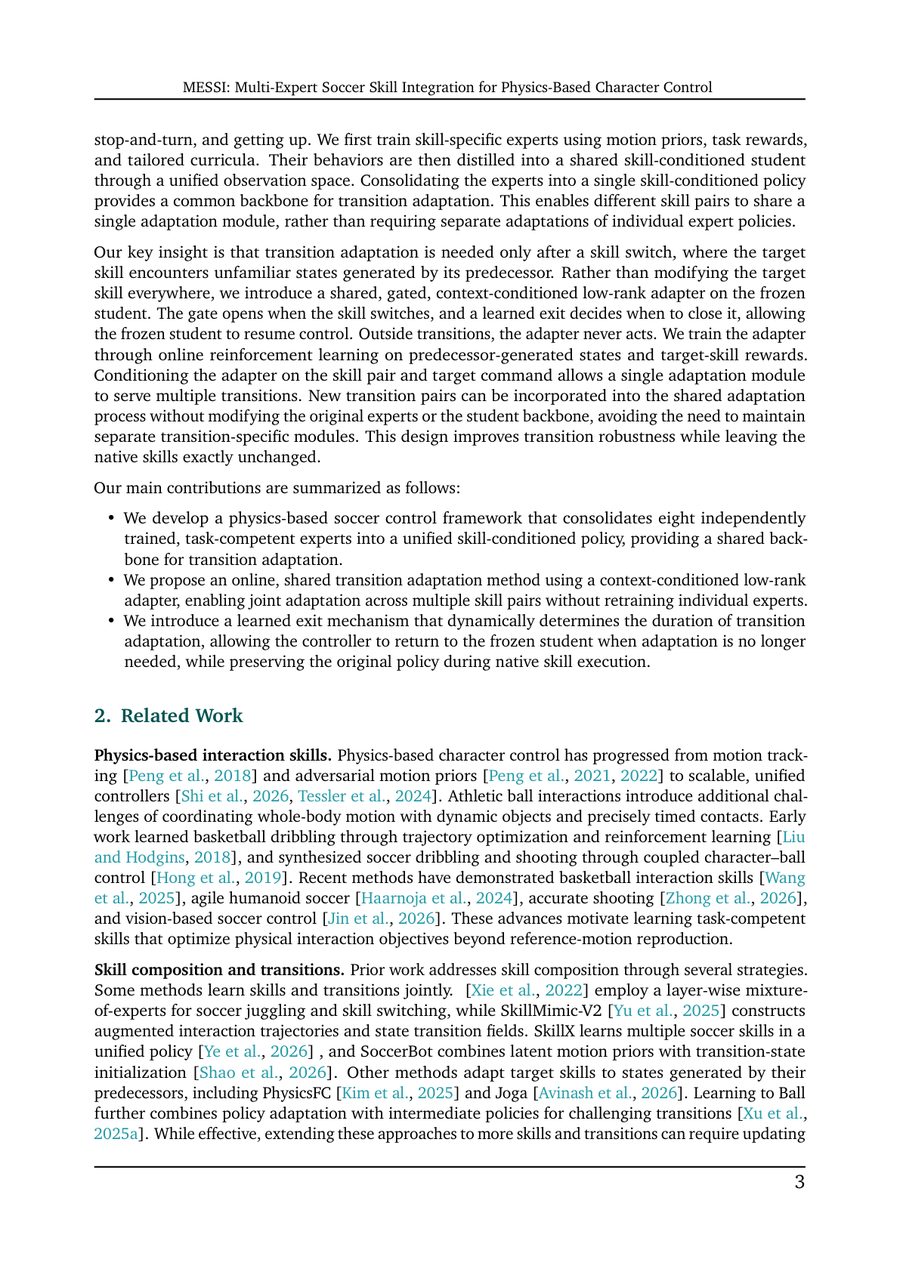 MESSI: Multi-Expert Soccer Skill Integration for Physics-Based Character Control
stop-and-turn, and getting up. We first train skill-specific experts using motion priors, task rewards,
and tailored curricula. Their behaviors are then distilled into a shared skill-conditioned student
through a unified observation space. Consolidating the experts into a single skill-conditioned policy
provides a common backbone for transition adaptation. This enables different skill pairs to share a
single adaptation module, rather than requiring separate adaptations of individual expert policies.
Our key insight is that transition adaptation is needed only after a skill switch, where the target
skill encounters unfamiliar states generated by its predecessor. Rather than modifying the target
skill everywhere, we introduce a shared, gated, context-conditioned low-rank adapter on the frozen
student. The gate opens when the skill switches, and a learned exit decides when to close it, allowing
the frozen student to resume control. Outside transitions, the adapter never acts. We train the adapter
through online reinforcement learning on predecessor-generated states and target-skill rewards.
Conditioning the adapter on the skill pair and target command allows a single adaptation module
to serve multiple transitions. New transition pairs can be incorporated into the shared adaptation
process without modifying the original experts or the student backbone, avoiding the need to maintain
separate transition-specific modules. This design improves transition robustness while leaving the
native skills exactly unchanged.
Our main contributions are summarized as follows:
• We develop a physics-based soccer control framework that consolidates eight independently
trained, task-competent experts into a unified skill-conditioned policy, providing a shared back-
bone for transition adaptation.
• We propose an online, shared transition adaptation method using a context-conditioned low-rank
adapter, enabling joint adaptation across multiple skill pairs without retraining individual experts.
• We introduce a learned exit mechanism that dynamically determines the duration of transition
adaptation, allowing the controller to return to the frozen student when adaptation is no longer
needed, while preserving the original policy during native skill execution.
2. Related Work
Physics-based interaction skills. Physics-based character control has progressed from motion track-
ing [Peng et al., 2018] and adversarial motion priors [Peng et al., 2021, 2022] to scalable, unified
controllers [Shi et al., 2026, Tessler et al., 2024]. Athletic ball interactions introduce additional chal-
lenges of coordinating whole-body motion with dynamic objects and precisely timed contacts. Early
work learned basketball dribbling through trajectory optimization and reinforcement learning [Liu
and Hodgins, 2018], and synthesized soccer dribbling and shooting through coupled character–ball
control [Hong et al., 2019]. Recent methods have demonstrated basketball interaction skills [Wang
et al., 2025], agile humanoid soccer [Haarnoja et al., 2024], accurate shooting [Zhong et al., 2026],
and vision-based soccer control [Jin et al., 2026]. These advances motivate learning task-competent
skills that optimize physical interaction objectives beyond reference-motion reproduction.
Skill composition and transitions. Prior work addresses skill composition through several strategies.
Some methods learn skills and transitions jointly. [Xie et al., 2022] employ a layer-wise mixture-
of-experts for soccer juggling and skill switching, while SkillMimic-V2 [Yu et al., 2025] constructs
augmented interaction trajectories and state transition fields. SkillX learns multiple soccer skills in a
unified policy [Ye et al., 2026] , and SoccerBot combines latent motion priors with transition-state
initialization [Shao et al., 2026]. Other methods adapt target skills to states generated by their
predecessors, including PhysicsFC [Kim et al., 2025] and Joga [Avinash et al., 2026]. Learning to Ball
further combines policy adaptation with intermediate policies for challenging transitions [Xu et al.,
2025a]. While effective, extending these approaches to more skills and transitions can require updating
3